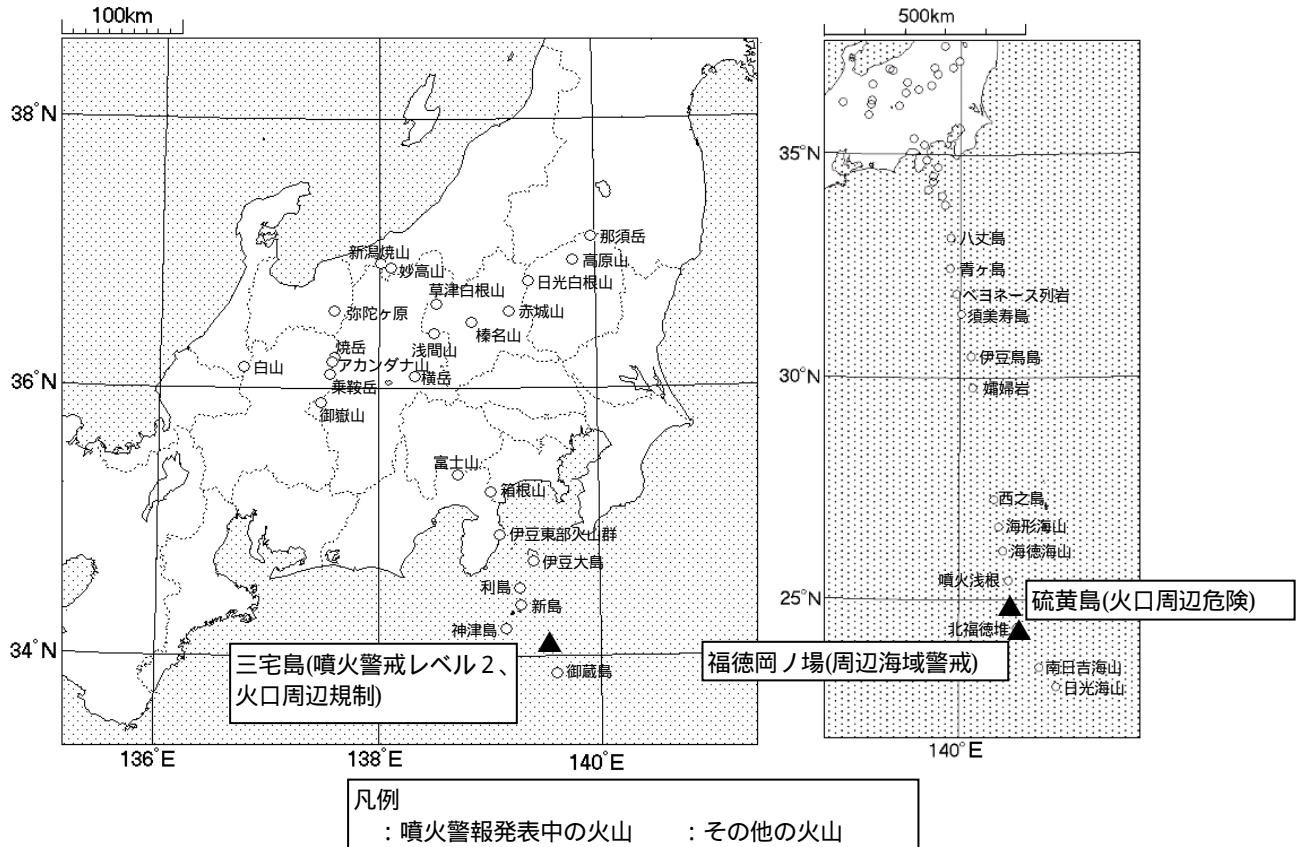 100km
500km
38°N
36°N
34°N
136°E
138°E
140°E
那須岳
高原山
日光白根山
新潟焼山
妙高山
草津白根山
赤城山
榛名山
弥陀ヶ原
浅間山
焼岳
アカンダナ山
白山
乗鞍岳
横岳
御嶽山
富士山
箱根山
伊豆東部火山群
伊豆大島
利島
新島
神津島
御蔵島
三宅島(噴火警戒レベル2、
火口周辺規制)
35°N
30°N
25°N
140°E
八丈島
青ヶ島
ベヨネース列岩
須美寿島
伊豆鳥島
孀婦岩
西之島
海形海山
海徳海山
噴火浅根
硫黄島(火口周辺危険)
北福徳堆
福徳岡ノ場(周辺海域警戒)
南日吉海山
日光海山
凡例
:噴火警報発表中の火山 :その他の火山